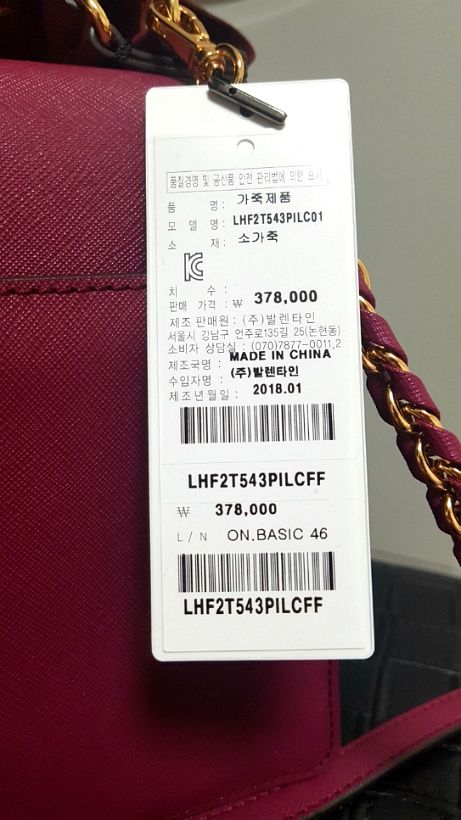 품질경영 및 공산품 안전 관리법에 의한 표시
품 명: 가죽제품
모 델 명: LHF2T543PILC01
소 재: 소가죽
치 수:
판매 가격: ₩ 378,000
제조 판매원: (주)발렌타인
서울시 강남구 언주로135길 25(논현동)
소비자 상담실: (070)7877-0011,2
제조국명: MADE IN CHINA
수입자명: (주)발렌타인
제조년월일: 2018.01
LHF2T543PILCFF
₩ 378,000
L/N ON.BASIC 46
LHF2T543PILCFF